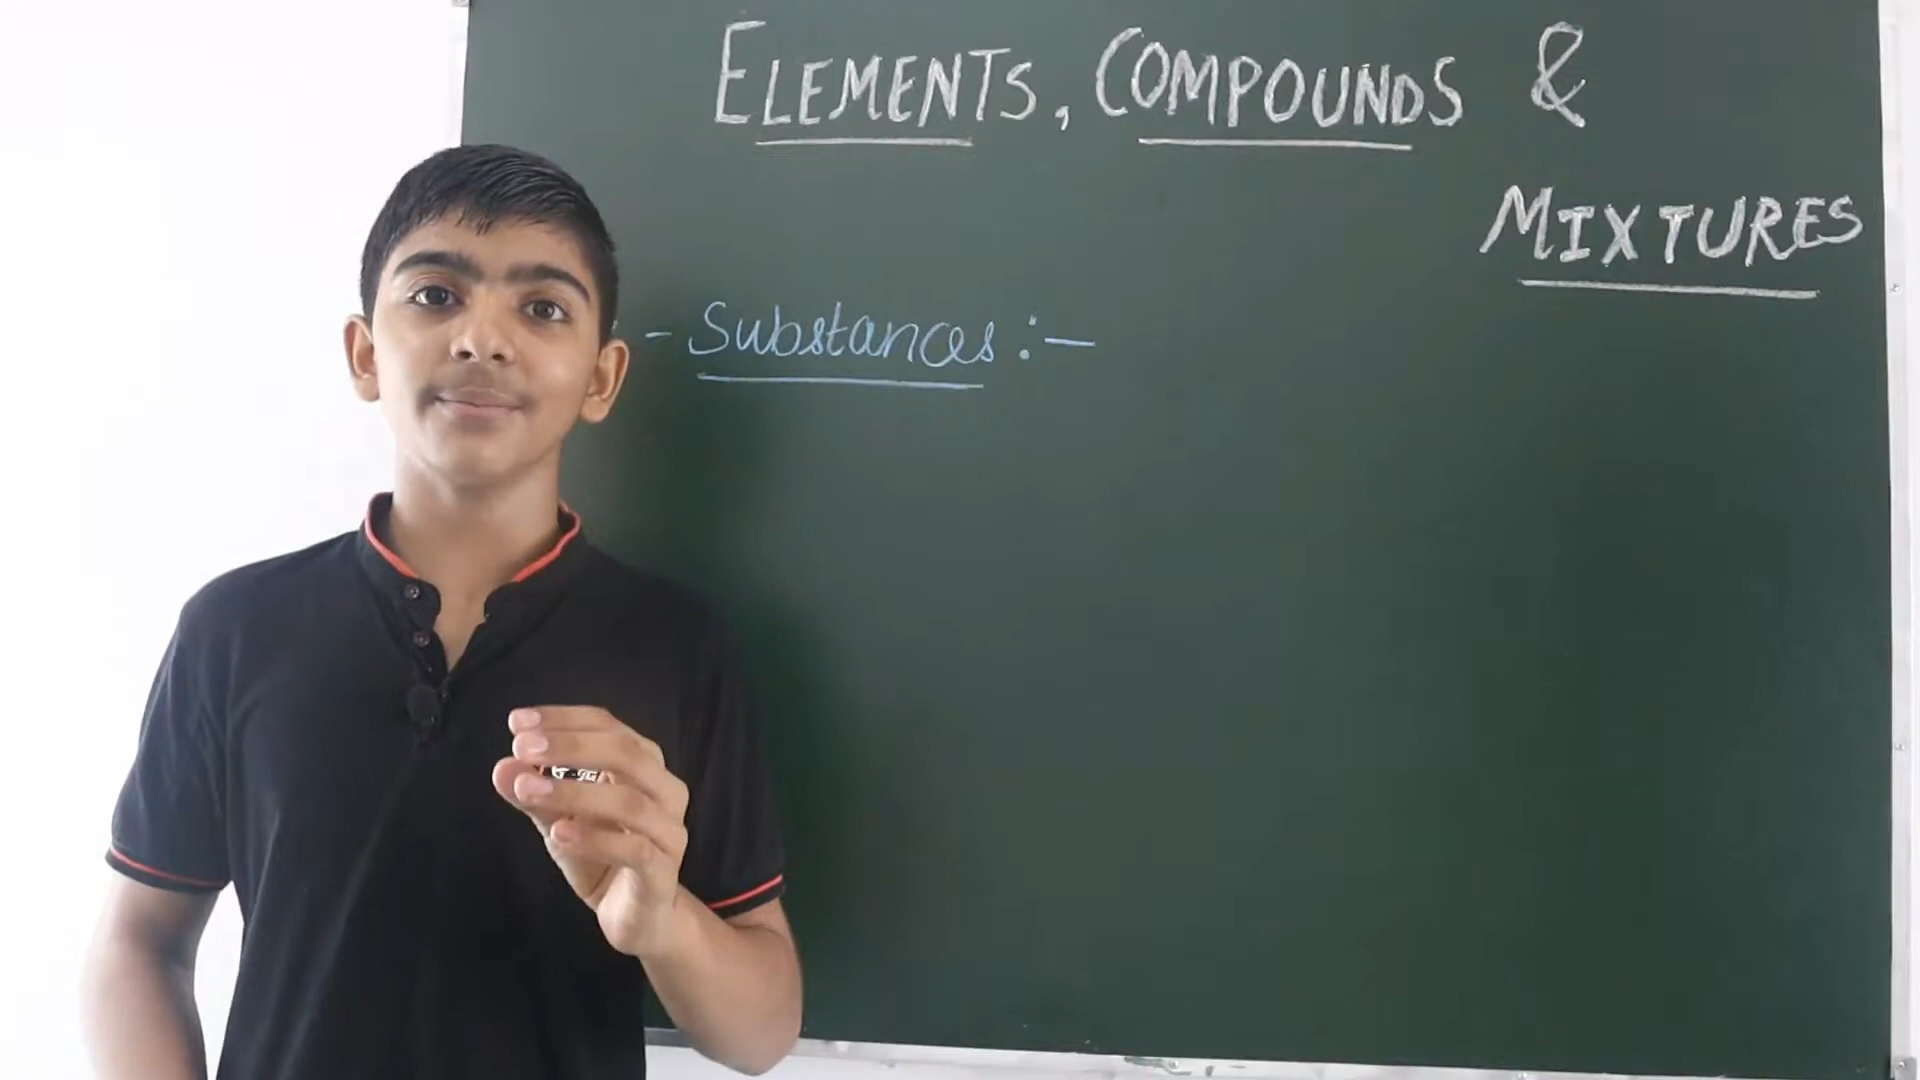 ELEMENTS, COMPOUNDS &
MIXTURES
- Substances :-